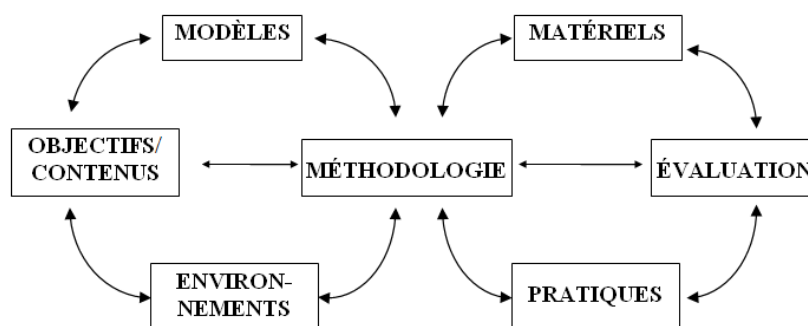 MODÈLES
MATÉRIELS
OBJECTIFS/
CONTENUS
MÉTHODOLOGIE
ÉVALUATION
ENVIRON-
NEMENTS
PRATIQUES